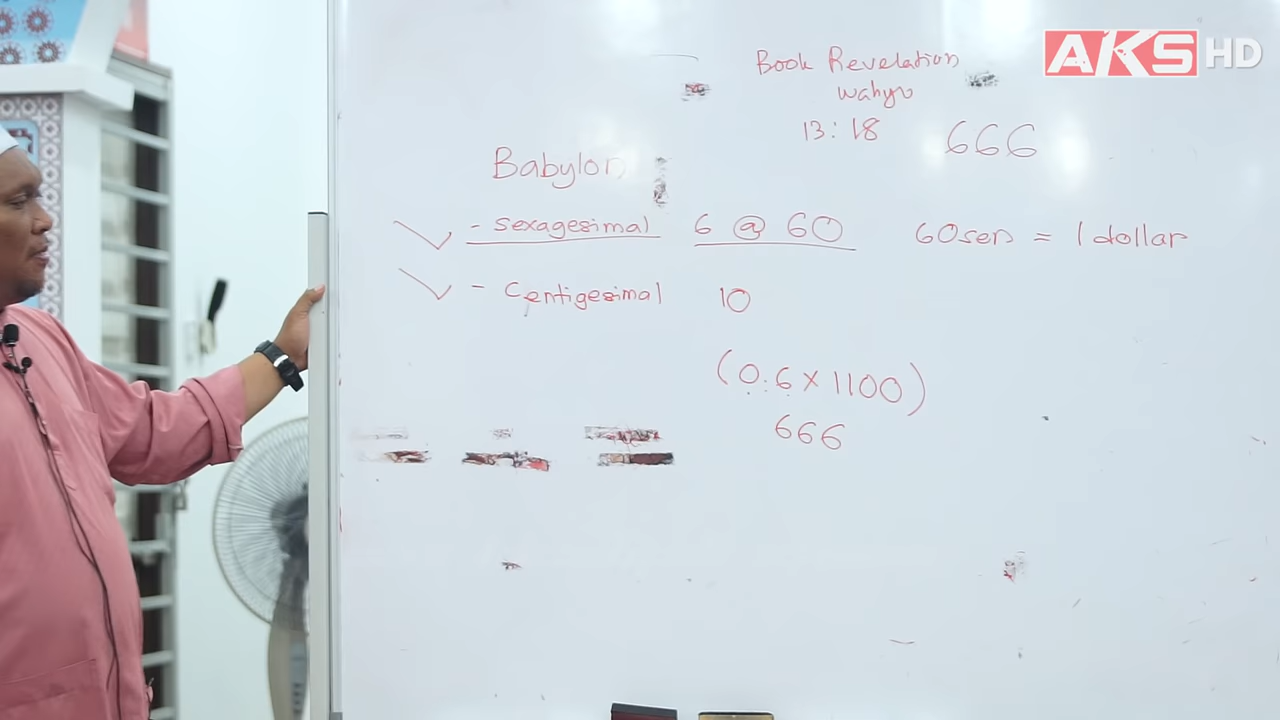 AKS HD
Book Revelation
wahyu
13:18 666
Babylon
- sexagesimal 6 @ 60 60sen = 1 dollar
- Centigesimal 10
(0.6 x 1100)
666